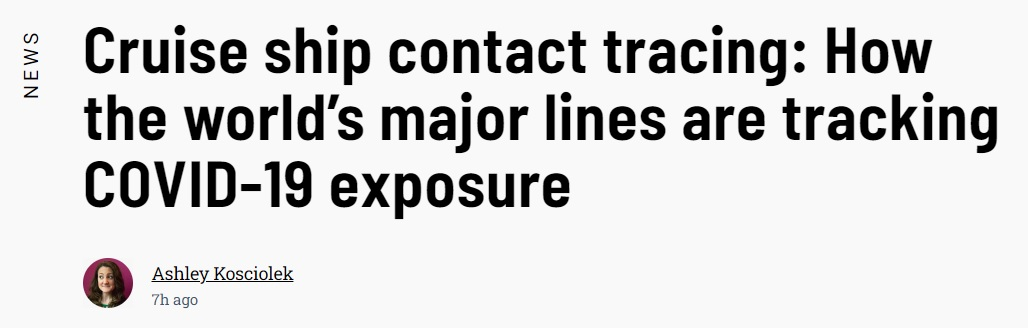 NEWS
Cruise ship contact tracing: How
the world’s major lines are tracking
COVID-19 exposure
Ashley Kosciolek
7h ago